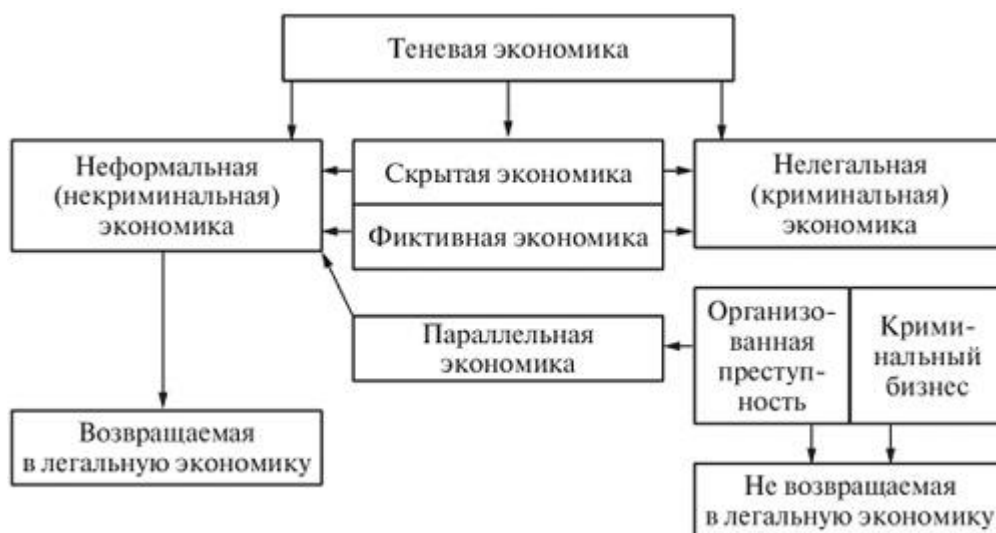 Теневая экономика
Неформальная
(некриминальная)
экономика
Скрытая экономика
Фиктивная экономика
Нелегальная
(криминальная)
экономика
Параллельная
экономика
Организо-
ванная
преступ-
ность
Крими-
нальный
бизнес
Возвращаемая
в легальную экономику
Не возвращаемая
в легальную экономику